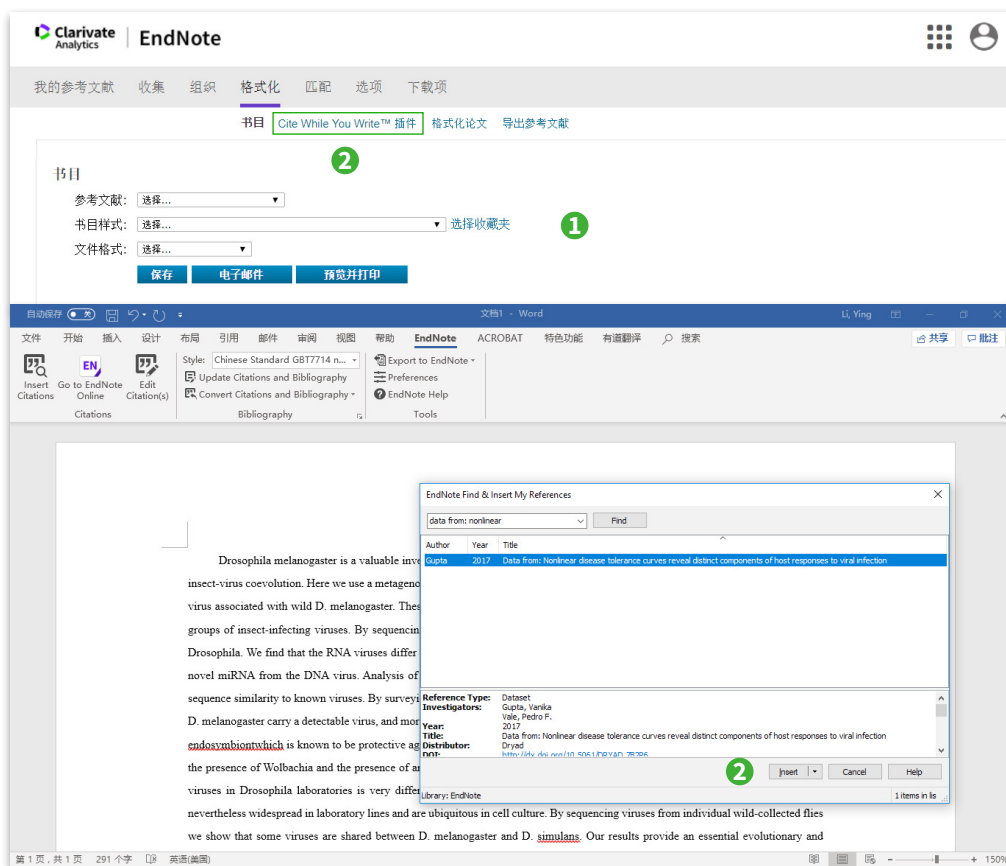 Clarivate Analytics EndNote
我的参考文献 收集 组织 格式化 匹配 选项 下载项
书目 Cite While You Write™ 插件 格式化论文 导出参考文献
2
书目
参考文献: 选择...
书目样式: 选择... 选择收藏夹 1
文件格式: 选择...
保存 电子邮件 预览并打印
自动保存 关 文档1 - Word Li, Ying
文件 开始 插入 设计 布局 引用 邮件 审阅 视图 帮助 EndNote ACROBAT 特色功能 有道翻译 搜索 共享 批注
Insert Citations
EN Go to EndNote Online
Edit Citation(s)
Citations
Style: Chinese Standard GBT7714 n...
Update Citations and Bibliography
Convert Citations and Bibliography
Bibliography
Export to EndNote
Preferences
EndNote Help
Tools
Drosophila melanogaster is a valuable inve
insect-virus coevolution. Here we use a metageno
virus associated with wild D. melanogaster. Thes
groups of insect-infecting viruses. By sequencin
Drosophila. We find that the RNA viruses differ
novel miRNA from the DNA virus. Analysis of
sequence similarity to known viruses. By surveyi
D. melanogaster carry a detectable virus, and mor
endosymbiontwhich is known to be protective ag
the presence of Wolbachia and the presence of a
viruses in Drosophila laboratories is very differ
nevertheless widespread in laboratory lines and are ubiquitous in cell culture. By sequencing viruses from individual wild-collected flies
we show that some viruses are shared between D. melanogaster and D. simulans. Our results provide an essential evolutionary and
EndNote Find & Insert My References
data from: nonlinear Find
Author Year Title
Gupta 2017 Data from: Nonlinear disease tolerance curves reveal distinct components of host responses to viral infection
Reference Type: Dataset
Investigators: Gupta, Vanika
Vale, Pedro F.
Year: 2017
Title: Data from: Nonlinear disease tolerance curves reveal distinct components of host responses to viral infection
Distributor: Dryad
DOI:
2 Insert Cancel Help
Library: EndNote 1 items in lis
第1页，共1页 291个字 英语(美国) 150%